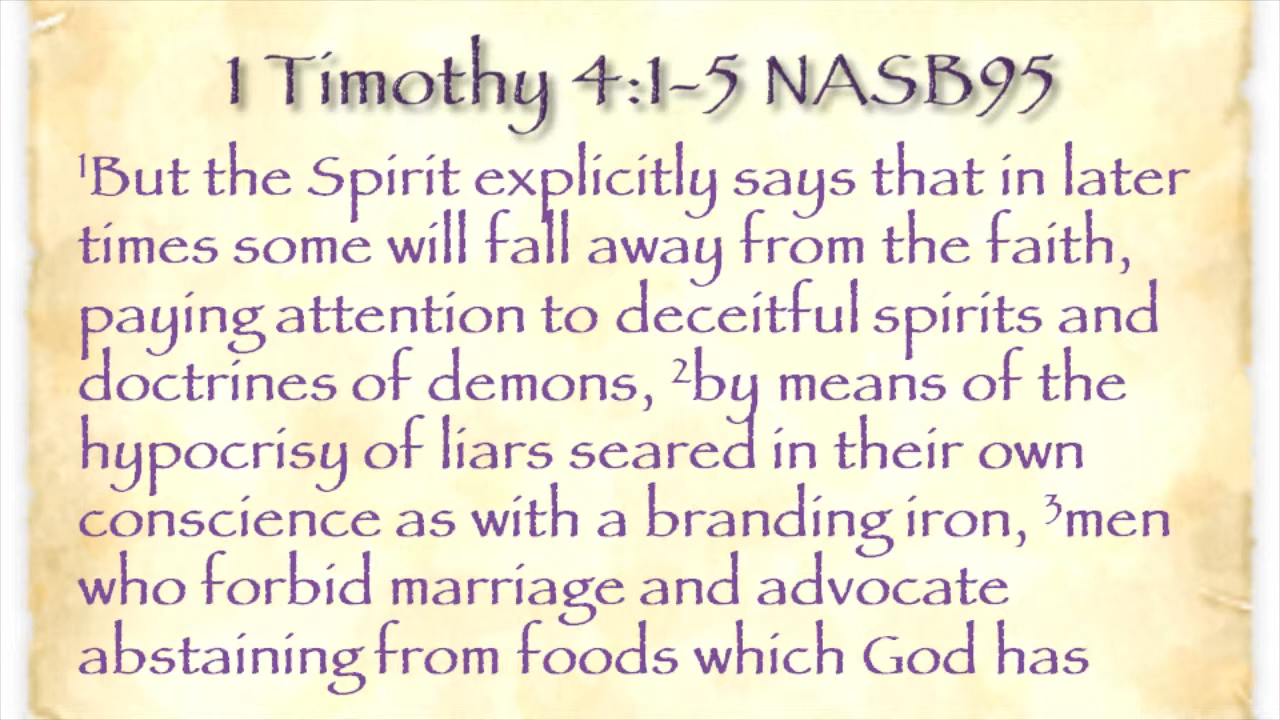 1 Timothy 4:1-5 NASB95
¹But the Spirit explicitly says that in later
times some will fall away from the faith,
paying attention to deceitful spirits and
doctrines of demons, ²by means of the
hypocrisy of liars seared in their own
conscience as with a branding iron, ³men
who forbid marriage and advocate
abstaining from foods which God has